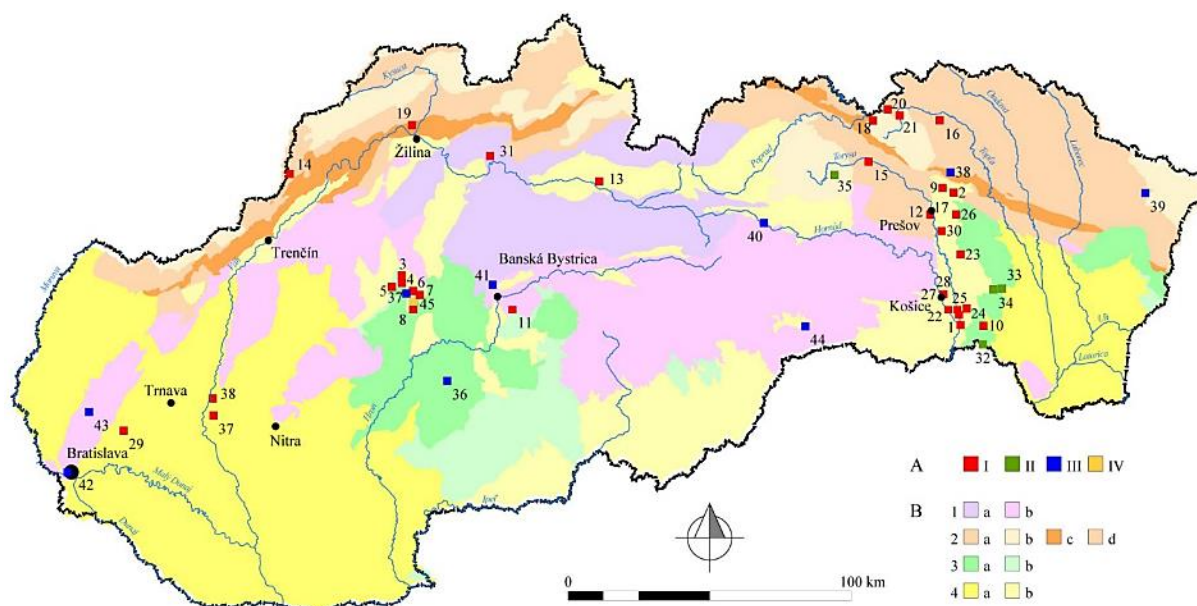 Kysuca
19
Žilina
14
31
13
Poprad
Torysa
18
20
21
16
Ondava
Topľa
Laborec
15
35
38
9
2
39
12
17
26
Prešov
30
Hornád
40
23
Trenčín
Váh
Morava
3
4
6
5
7
37
45
8
41
Banská Bystrica
11
28
33
27
25
34
Košice
24
22
1
10
32
Uh
Latorica
44
36
Hron
Trnava
38
37
43
29
Nitra
Bratislava
42
Malý Dunaj
Dunaj
Ipeľ
A I II III IV
B
1 a b
2 a b c d
3 a b
4 a b
0 100 km